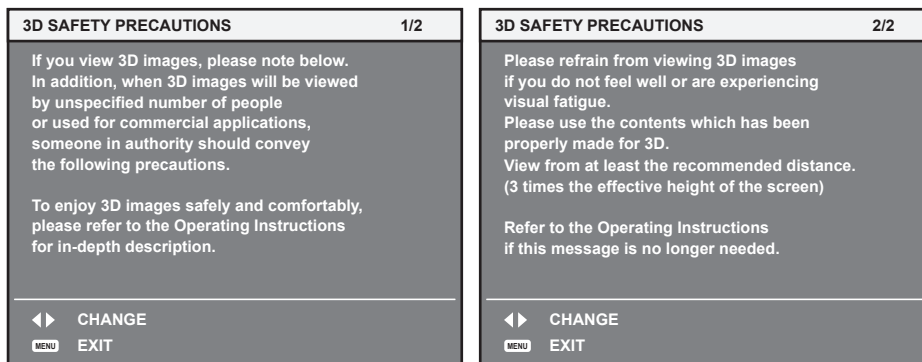 3D SAFETY PRECAUTIONS 1/2
If you view 3D images, please note below.
In addition, when 3D images will be viewed
by unspecified number of people
or used for commercial applications,
someone in authority should convey
the following precautions.
To enjoy 3D images safely and comfortably,
please refer to the Operating Instructions
for in-depth description.
CHANGE
MENU EXIT
3D SAFETY PRECAUTIONS 2/2
Please refrain from viewing 3D images
if you do not feel well or are experiencing
visual fatigue.
Please use the contents which has been
properly made for 3D.
View from at least the recommended distance.
(3 times the effective height of the screen)
Refer to the Operating Instructions
if this message is no longer needed.
CHANGE
MENU EXIT